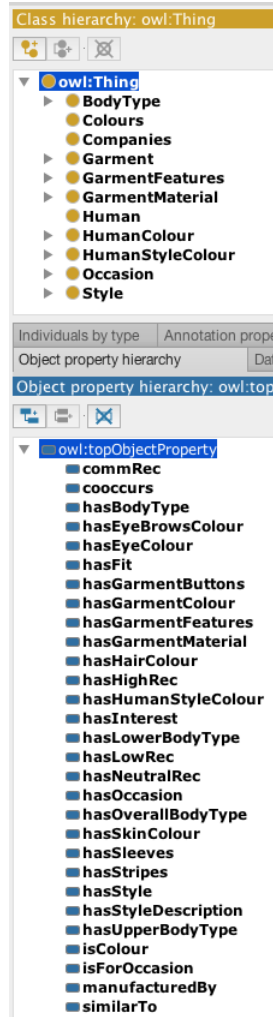 Class hierarchy: owl:Thing
owl:Thing
BodyType
Colours
Companies
Garment
GarmentFeatures
GarmentMaterial
Human
HumanColour
HumanStyleColour
Occasion
Style
Individuals by type Annotation prope
Object property hierarchy Da
Object property hierarchy: owl:top
owl:topObjectProperty
commRec
cooccurs
hasBodyType
hasEyeBrowsColour
hasEyeColour
hasFit
hasGarmentButtons
hasGarmentColour
hasGarmentFeatures
hasGarmentMaterial
hasHairColour
hasHighRec
hasHumanStyleColour
hasInterest
hasLowerBodyType
hasLowRec
hasNeutralRec
hasOccasion
hasOverallBodyType
hasSkinColour
hasSleeves
hasStripes
hasStyle
hasStyleDescription
hasUpperBodyType
isColour
isForOccasion
manufacturedBy
similarTo